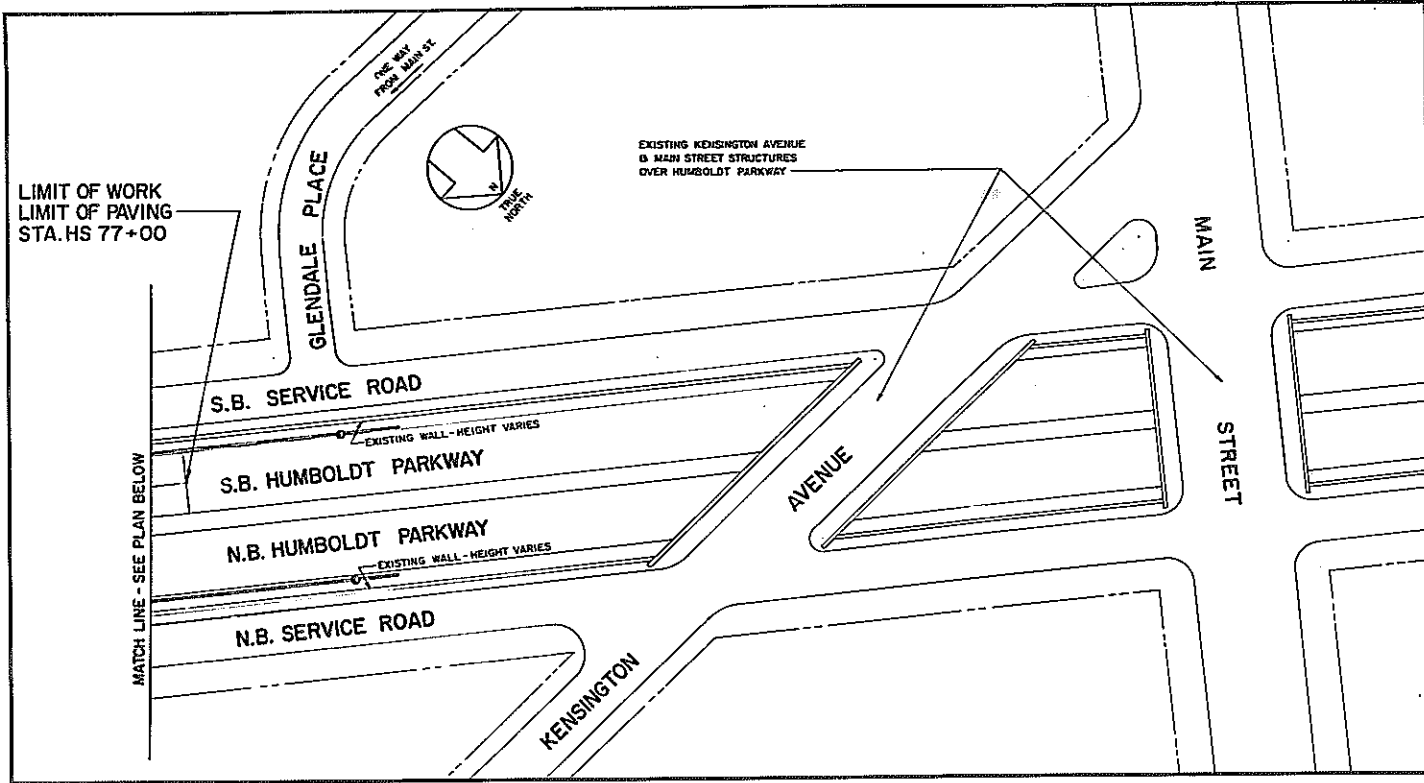 ONE WAY
FROM MAIN ST.
GLENDALE PLACE
N
TRUE
NORTH
EXISTING KENSINGTON AVENUE
& MAIN STREET STRUCTURES
OVER HUMBOLDT PARKWAY
LIMIT OF WORK
LIMIT OF PAVING
STA. HS 77+00
MAIN
STREET
S.B. SERVICE ROAD
EXISTING WALL-HEIGHT VARIES
S.B. HUMBOLDT PARKWAY
AVENUE
N.B. HUMBOLDT PARKWAY
EXISTING WALL-HEIGHT VARIES
N.B. SERVICE ROAD
KENSINGTON
MATCH LINE - SEE PLAN BELOW